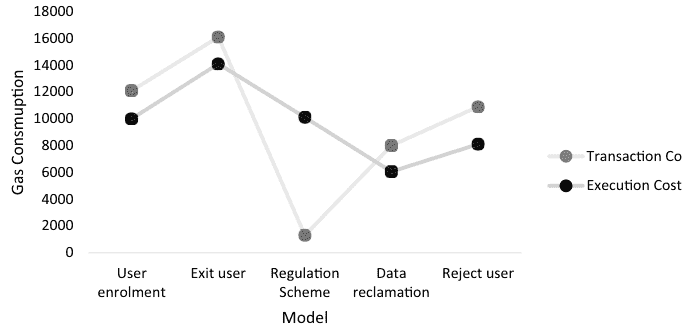 18000
16000
14000
12000
10000
8000
6000
4000
2000
0
Gas Consmuption
User enrolment
Exit user
Regulation Scheme
Data reclamation
Reject user
Model
Transaction Co
Execution Cost